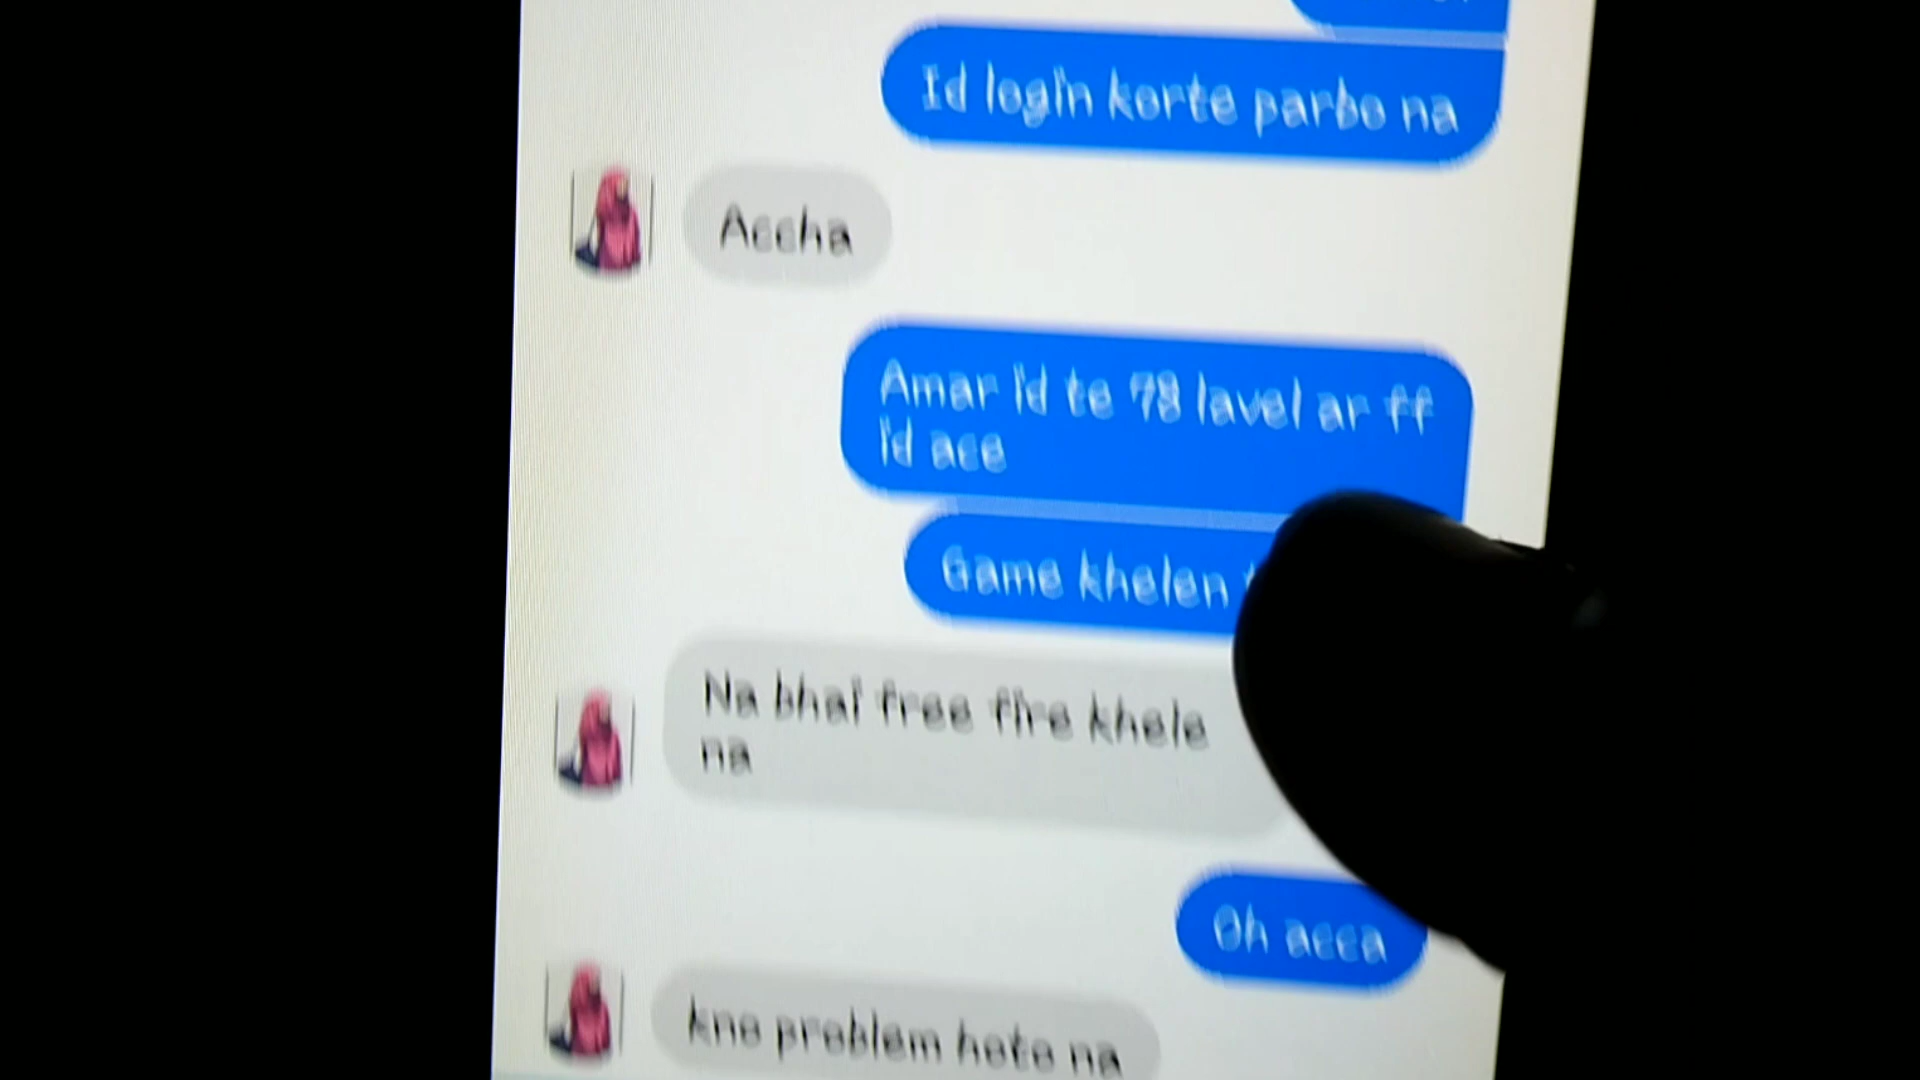 Id login korte parbo na
Accha
Amar id te 78 lavel ar ff
id ace
Game khelen
Na bhai free fire khele
na
Oh acca
kno problem hoto na